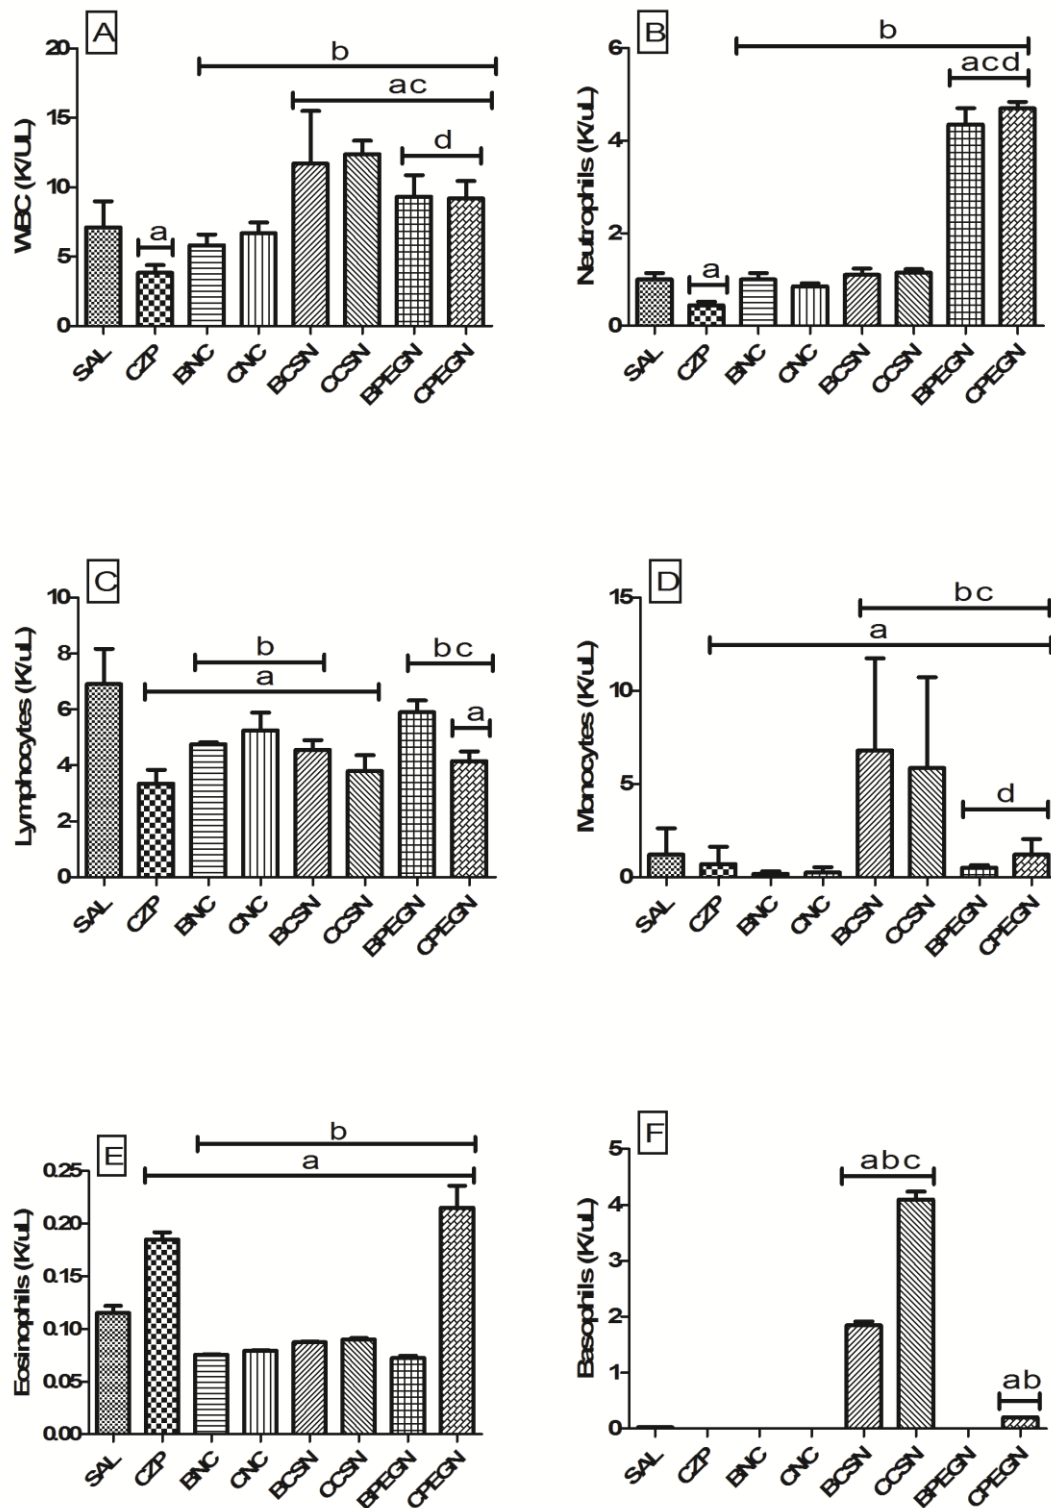 A
B
b
ac
d
a
WBC (K/UL)
20
15
10
5
0
SAL CZP BNC CNC BCSN CCSN BPEGN CPEGN
b
acd
a
Neutrophils (K/uL)
6
4
2
0
SAL CZP BNC CNC BCSN CCSN BPEGN CPEGN
C
D
b
bc
a
a
Lymphocytes (K/uL)
10
8
6
4
2
0
SAL CZP BNC CNC BCSN CCSN BPEGN CPEGN
bc
a
d
Monocytes (K/uL)
15
10
5
0
SAL CZP BNC CNC BCSN CCSN BPEGN CPEGN
E
F
b
a
Eosinophils (K/uL)
0.25
0.20
0.15
0.10
0.05
0.00
SAL CZP BNC CNC BCSN CCSN BPEGN CPEGN
abc
ab
Basophils (K/uL)
5
4
3
2
1
0
SAL CZP BNC CNC BCSN CCSN BPEGN CPEGN